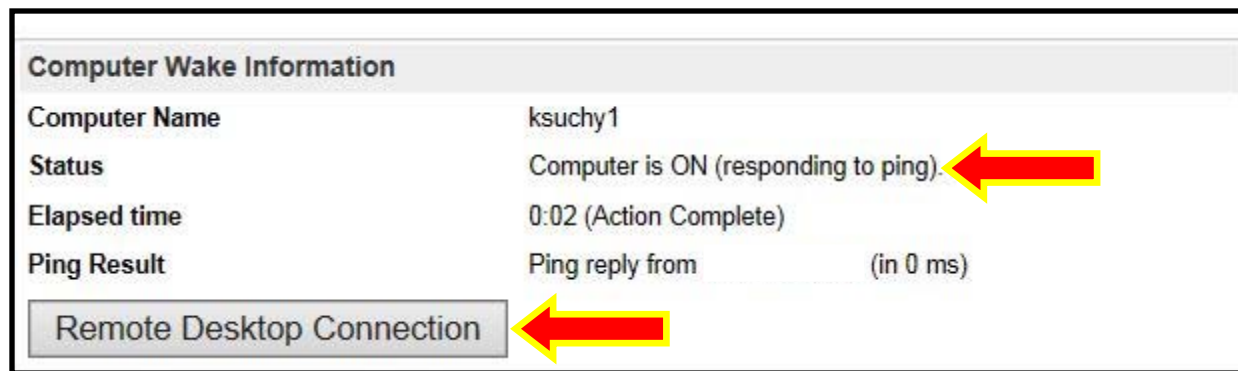 Computer Wake Information
Computer Name ksuchy1
Status Computer is ON (responding to ping).
Elapsed time 0:02 (Action Complete)
Ping Result Ping reply from (in 0 ms)
Remote Desktop Connection